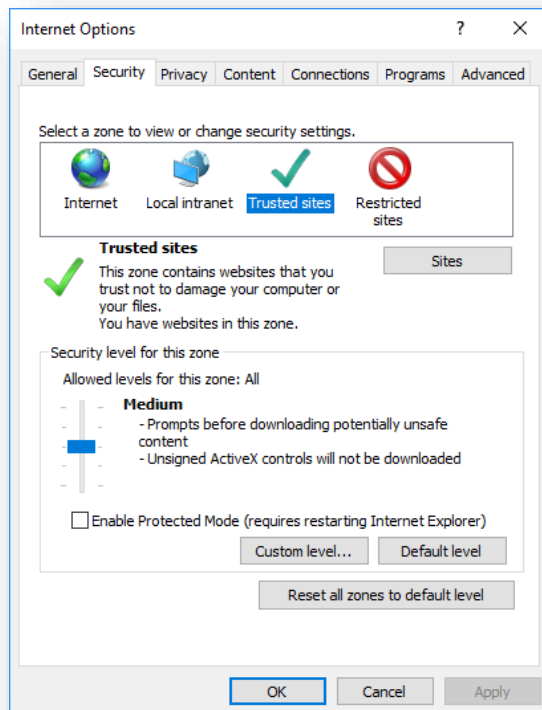 Internet Options
?
General Security Privacy Content Connections Programs Advanced
Select a zone to view or change security settings.
Internet
Local intranet
Trusted sites
Restricted
sites
Trusted sites
Sites
This zone contains websites that you
trust not to damage your computer or
your files.
You have websites in this zone.
Security level for this zone
Allowed levels for this zone: All
Medium
- Prompts before downloading potentially unsafe
content
- Unsigned ActiveX controls will not be downloaded
Enable Protected Mode (requires restarting Internet Explorer)
Custom level...
Default level
Reset all zones to default level
OK
Cancel
Apply